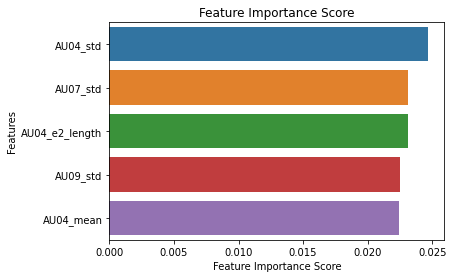 Feature Importance Score
AU04_std
AU07_std
AU04_e2_length
AU09_std
AU04_mean
Features
0.000 0.005 0.010 0.015 0.020 0.025
Feature Importance Score